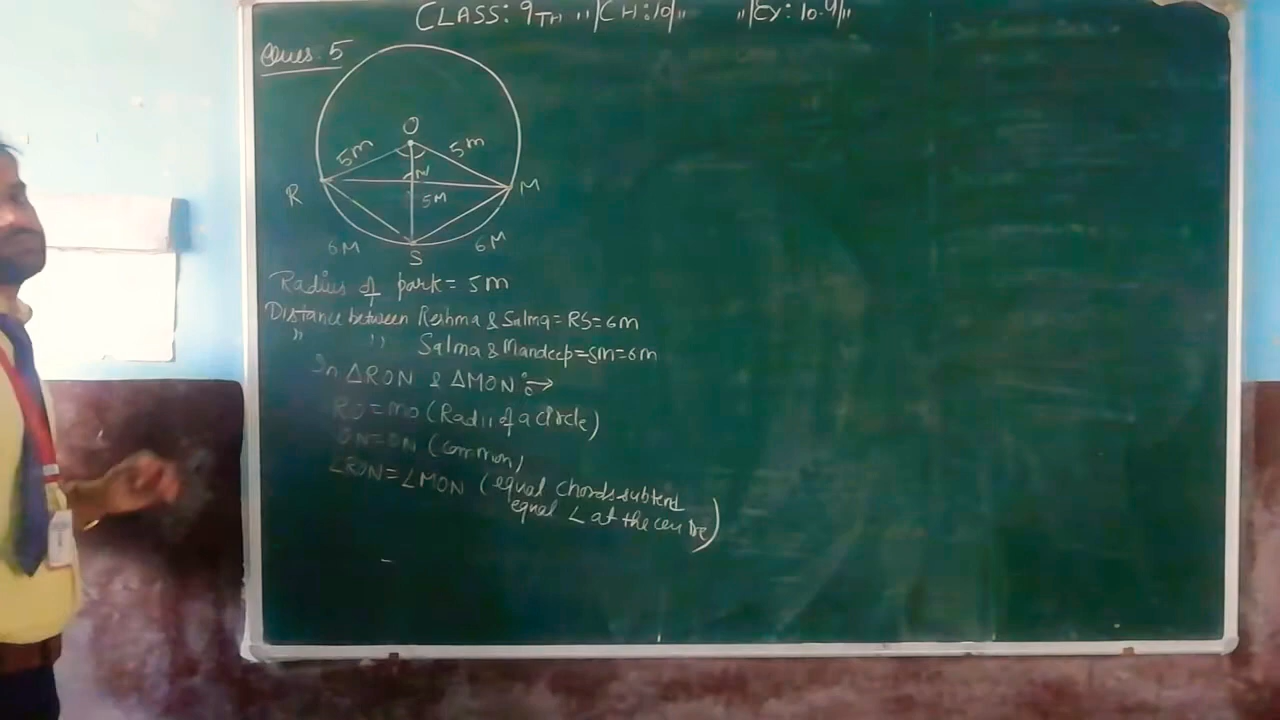 CLASS: 9TH "|CH:10|" "|EX: 10.4|"
Ques. 5
O
5m 5m
N
R M
5M
6M 6M
S
Radius of park = 5m
Distance between Reshma & Salma = RS = 6m
" " Salma & Mandeep = SM = 6m
In △RON & △MON :→
RO = MO (Radii of a circle)
ON = ON (common)
∠RON = ∠MON (equal chords subtend
equal ∠ at the centre)